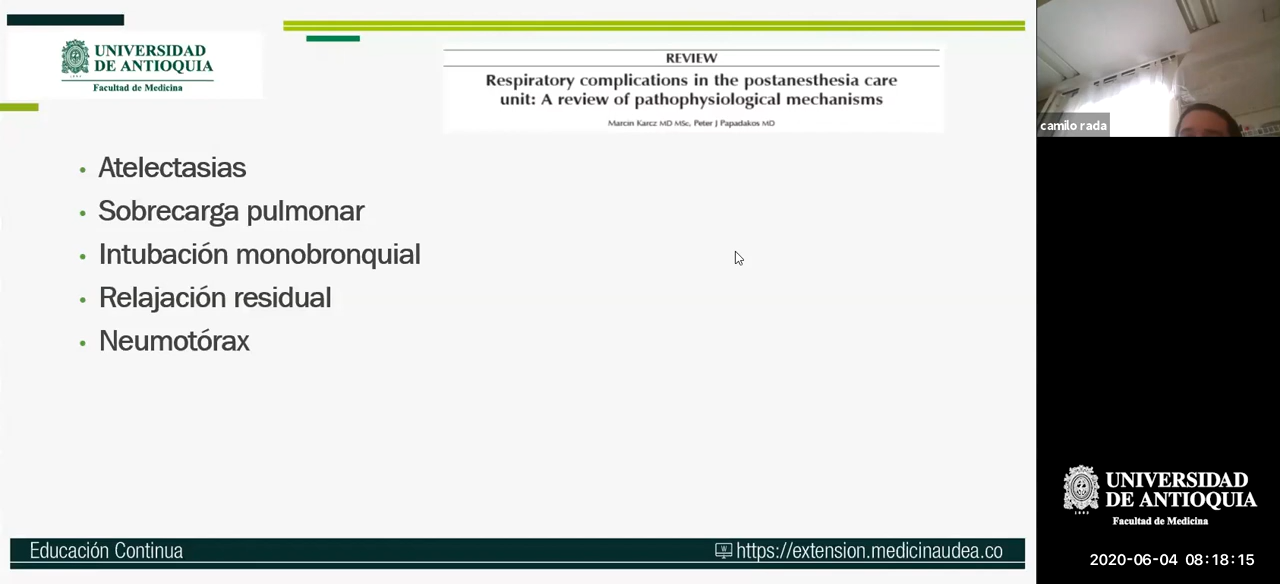 UNIVERSIDAD
DE ANTIOQUIA
1803
Facultad de Medicina
REVIEW
Respiratory complications in the postanesthesia care
unit: A review of pathophysiological mechanisms
Marcin Karcz MD MSc, Peter J Papadakos MD
• Atelectasias
• Sobrecarga pulmonar
• Intubación monobronquial
• Relajación residual
• Neumotórax
Educación Continua
https://extension.medicinaudea.co
camilo rada
UNIVERSIDAD
DE ANTIOQUIA
1803
Facultad de Medicina
2020-06-04 08:18:15